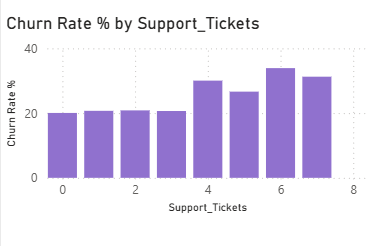 Churn Rate % by Support_Tickets
40
20
0
Churn Rate %
0 2 4 6 8
Support_Tickets